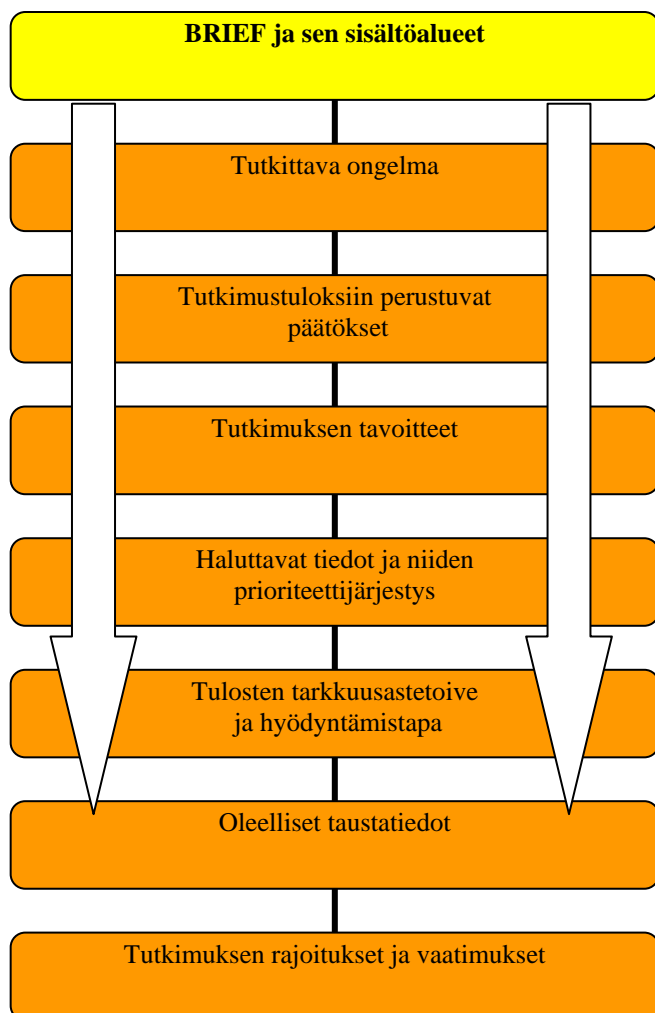 BRIEF ja sen sisältöalueet
Tutkittava ongelma
Tutkimustuloksiin perustuvat
päätökset
Tutkimuksen tavoitteet
Haluttavat tiedot ja niiden
prioriteettijärjestys
Tulosten tarkkuusastetoive
ja hyödyntämistapa
Oleelliset taustatiedot
Tutkimuksen rajoitukset ja vaatimukset